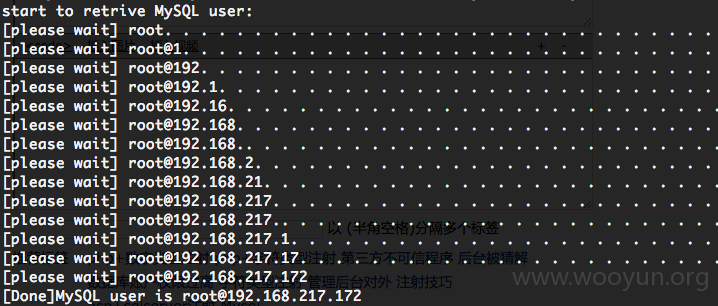 start to retrive MySQL user:
[please wait] root. . . . . . . . . . . . . . . . . . . . . . . . . . . . . . . . .
[please wait] root@1. . . . . . . . . . . . . . . . . . . . . . . . . . . . . . . .
[please wait] root@192. . . . . . . . . . . . . . . . . . . . . . . . . . . . . . .
[please wait] root@192.1. . . . . . . . . . . . . . . . . . . . . . . . . . . . . .
[please wait] root@192.16. . . . . . . . . . . . . . . . . . . . . . . . . . . . .
[please wait] root@192.168. . . . . . . . . . . . . . . . . . . . . . . . . . . . .
[please wait] root@192.168.. . . . . . . . . . . . . . . . . . . . . . . . . . . .
[please wait] root@192.168.2. . . . . . . . . . . . . . . . . . . . . . . . . . . .
[please wait] root@192.168.21. . . . . . . . . . . . . . . . . . . . . . . . . . .
[please wait] root@192.168.217. . . . . . . . . . . . . . . . . . . . . . . . . . .
[please wait] root@192.168.217.. . . . . . . . . . . . . . . . . . . . . . . . . .
以 (半角空格)分隔多个标签
[please wait] root@192.168.217.1. . . . . . . . . . . . . . . . . . . . . . . . . .
[please wait] root@192.168.217.17. . . . . . . . . . . . . . . . . . . . . . . . .
注射 第三方不可信程序 后台被猜解
[please wait] root@192.168.217.172
管理后台对外 注射技巧
[Done]MySQL user is root@192.168.217.172
www.wooyun.org